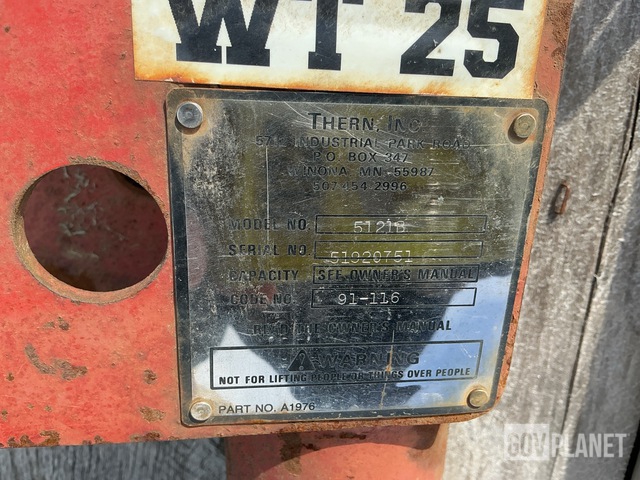 WT 25
THERN, INC.
INDUSTRIAL PARK ROAD
P.O. BOX 347
WINONA MN 55987
507-454-2996
MODEL NO. 5121B
SERIAL NO. 51920751
CAPACITY SEE OWNER'S MANUAL
CODE NO. 91-116
READ THE OWNER'S MANUAL
WARNING
NOT FOR LIFTING PEOPLE OR THINGS OVER PEOPLE
PART NO. A1976
GOVPLANET